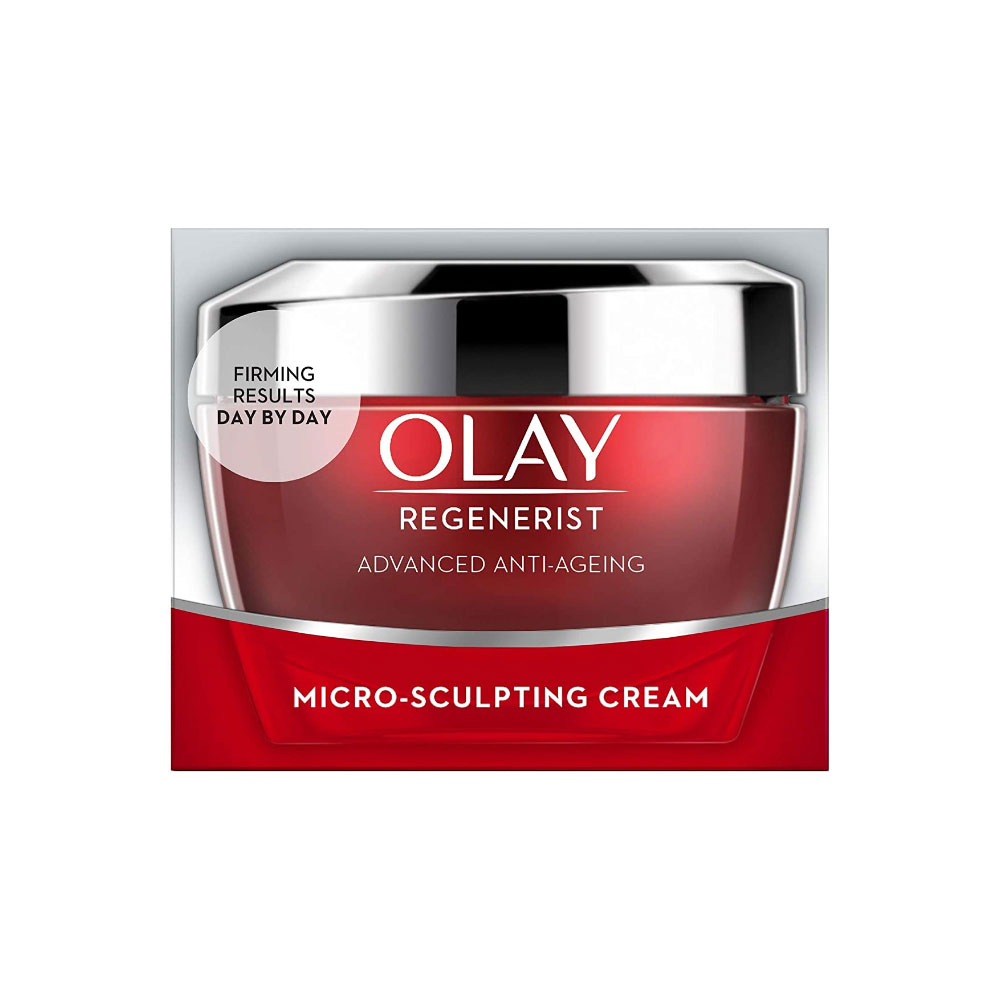 FIRMING
RESULTS
DAY BY DAY
OLAY
REGENERIST
ADVANCED ANTI-AGEING
MICRO-SCULPTING CREAM